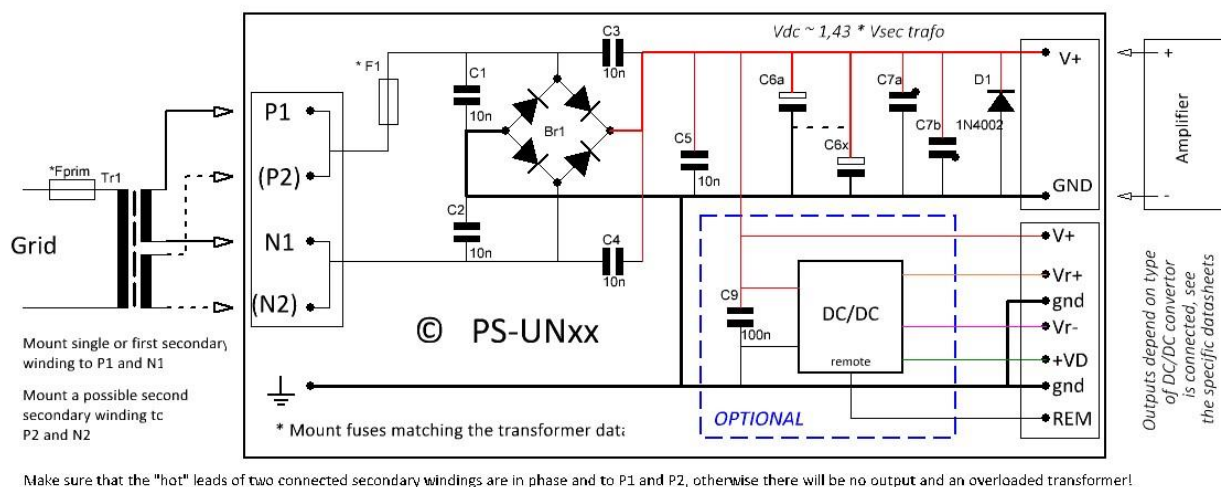 Vdc ~ 1,43 * Vsec trafo
C3
10n
* F1
C1
10n
Br1
C6a
C7a
D1
1N4002
C7b
C6x
C5
10n
V+
GND
+
-
Amplifier
*Fprim
Tr1
Grid
P1
(P2)
N1
(N2)
C2
10n
C4
10n
C9
100n
DC/DC
remote
OPTIONAL
V+
Vr+
gnd
Vr-
+VD
gnd
REM
Outputs depend on type
of DC/DC convertor
is connected, see
the specific datasheets
© PS-UNxx
Mount single or first secondary
winding to P1 and N1
Mount a possible second
secondary winding tc
P2 and N2
* Mount fuses matching the transformer data
Make sure that the "hot" leads of two connected secondary windings are in phase and to P1 and P2, otherwise there will be no output and an overloaded transformer!